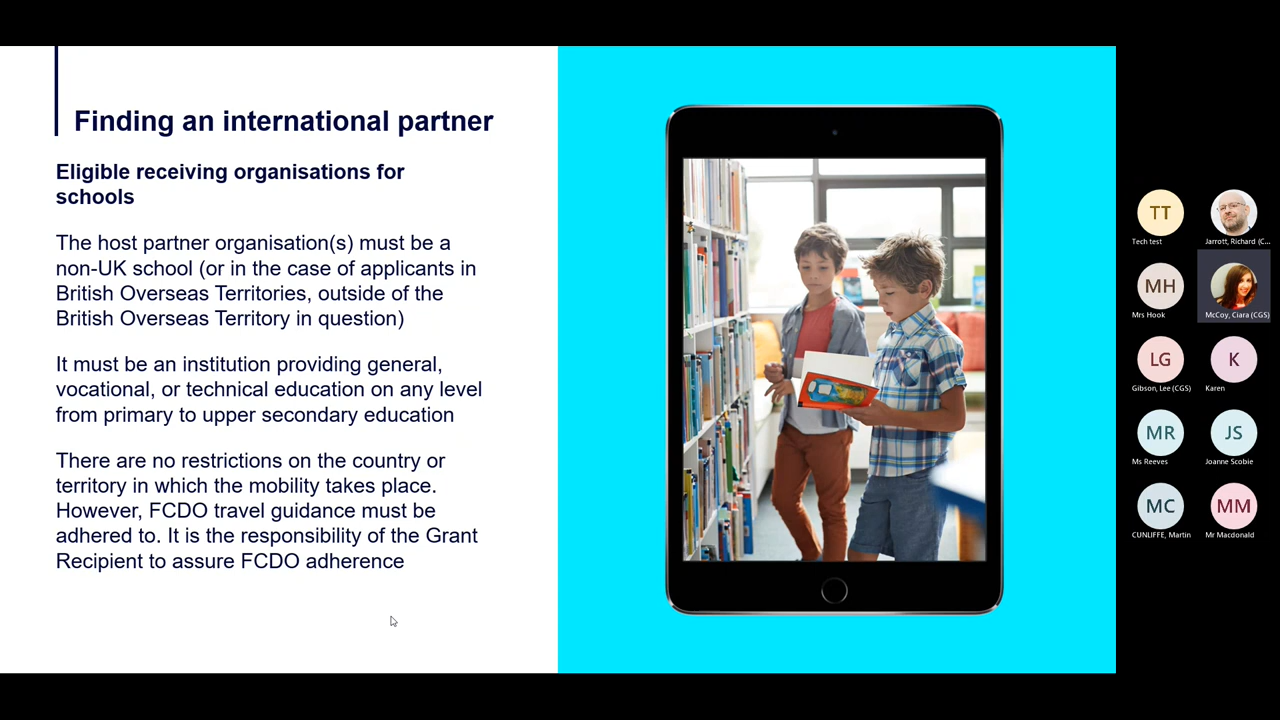 Finding an international partner
Eligible receiving organisations for
schools
The host partner organisation(s) must be a
non-UK school (or in the case of applicants in
British Overseas Territories, outside of the
British Overseas Territory in question)
It must be an institution providing general,
vocational, or technical education on any level
from primary to upper secondary education
There are no restrictions on the country or
territory in which the mobility takes place.
However, FCDO travel guidance must be
adhered to. It is the responsibility of the Grant
Recipient to assure FCDO adherence
TT
Tech test
Jarrott, Richard (C...
MH
Mrs Hook
McCoy, Ciara (CGS)
LG
Gibson, Lee (CGS)
K
Karen
MR
Ms Reeves
JS
Joanne Scobie
MC
CUNLIFFE, Martin
MM
Mr Macdonald